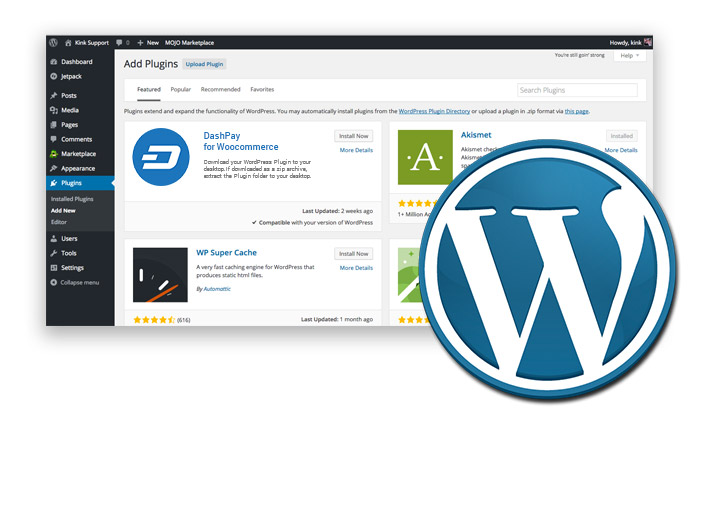 Kink Support 0 + New MOJO Marketplace Howdy, kink
You're still goin' strong Help
Dashboard
Jetpack
Posts
Media
Pages
Comments
Marketplace
Appearance
Plugins
Installed Plugins
Add New
Editor
Users
Tools
Settings
Collapse menu
Add Plugins Upload Plugin
Featured Popular Recommended Favorites Search Plugins
Plugins extend and expand the functionality of WordPress. You may automatically install plugins from the WordPress Plugin Directory or upload a plugin in .zip format via this page.
DashPay
for Woocommerce
Install Now
More Details
Download your WordPress Plugin to your
desktop.If downloaded as a zip archive,
extract the Plugin folder to your desktop.
Last Updated: 2 weeks ago
✔ Compatible with your version of WordPress
·A·
Akismet
Installed
More Details
Akismet
1+ Million
WP Super Cache
Install Now
More Details
A very fast caching engine for WordPress that
produces static html files.
By Automattic
(616) Last Updated: 1 month ago
W